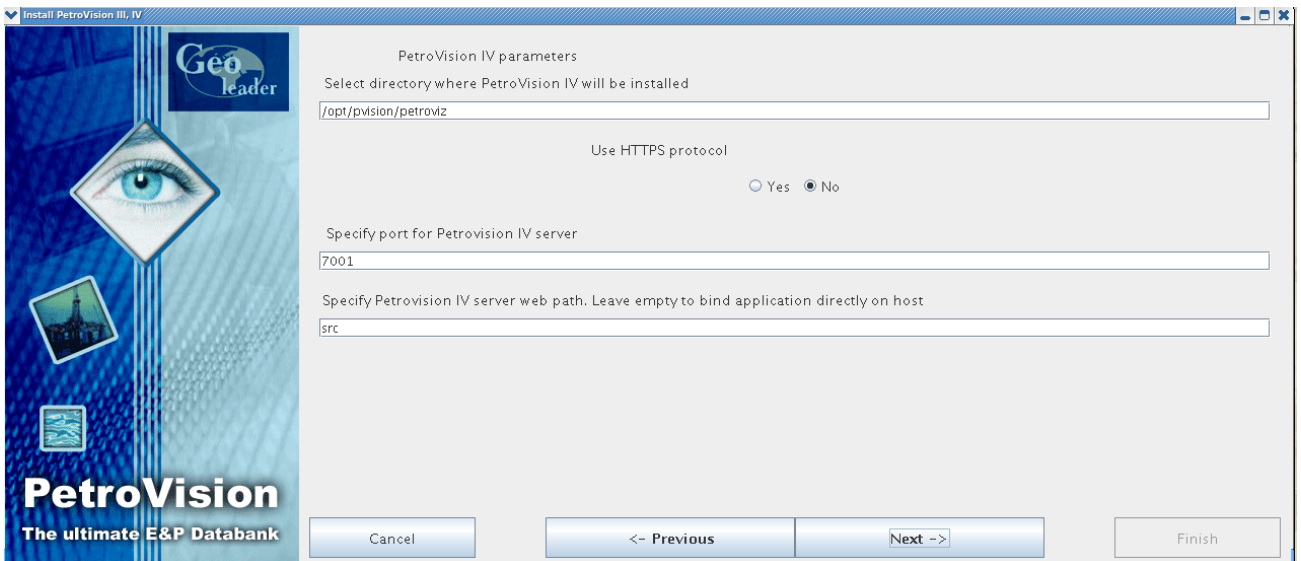 Install PetroVision III, IV
Geo
leader
PetroVision IV parameters
Select directory where PetroVision IV will be installed
/opt/pvision/petroviz
Use HTTPS protocol
Yes No
Specify port for Petrovision IV server
7001
Specify Petrovision IV server web path. Leave empty to bind application directly on host
src
PetroVision
The ultimate E&P Databank
Cancel <- Previous Next -> Finish